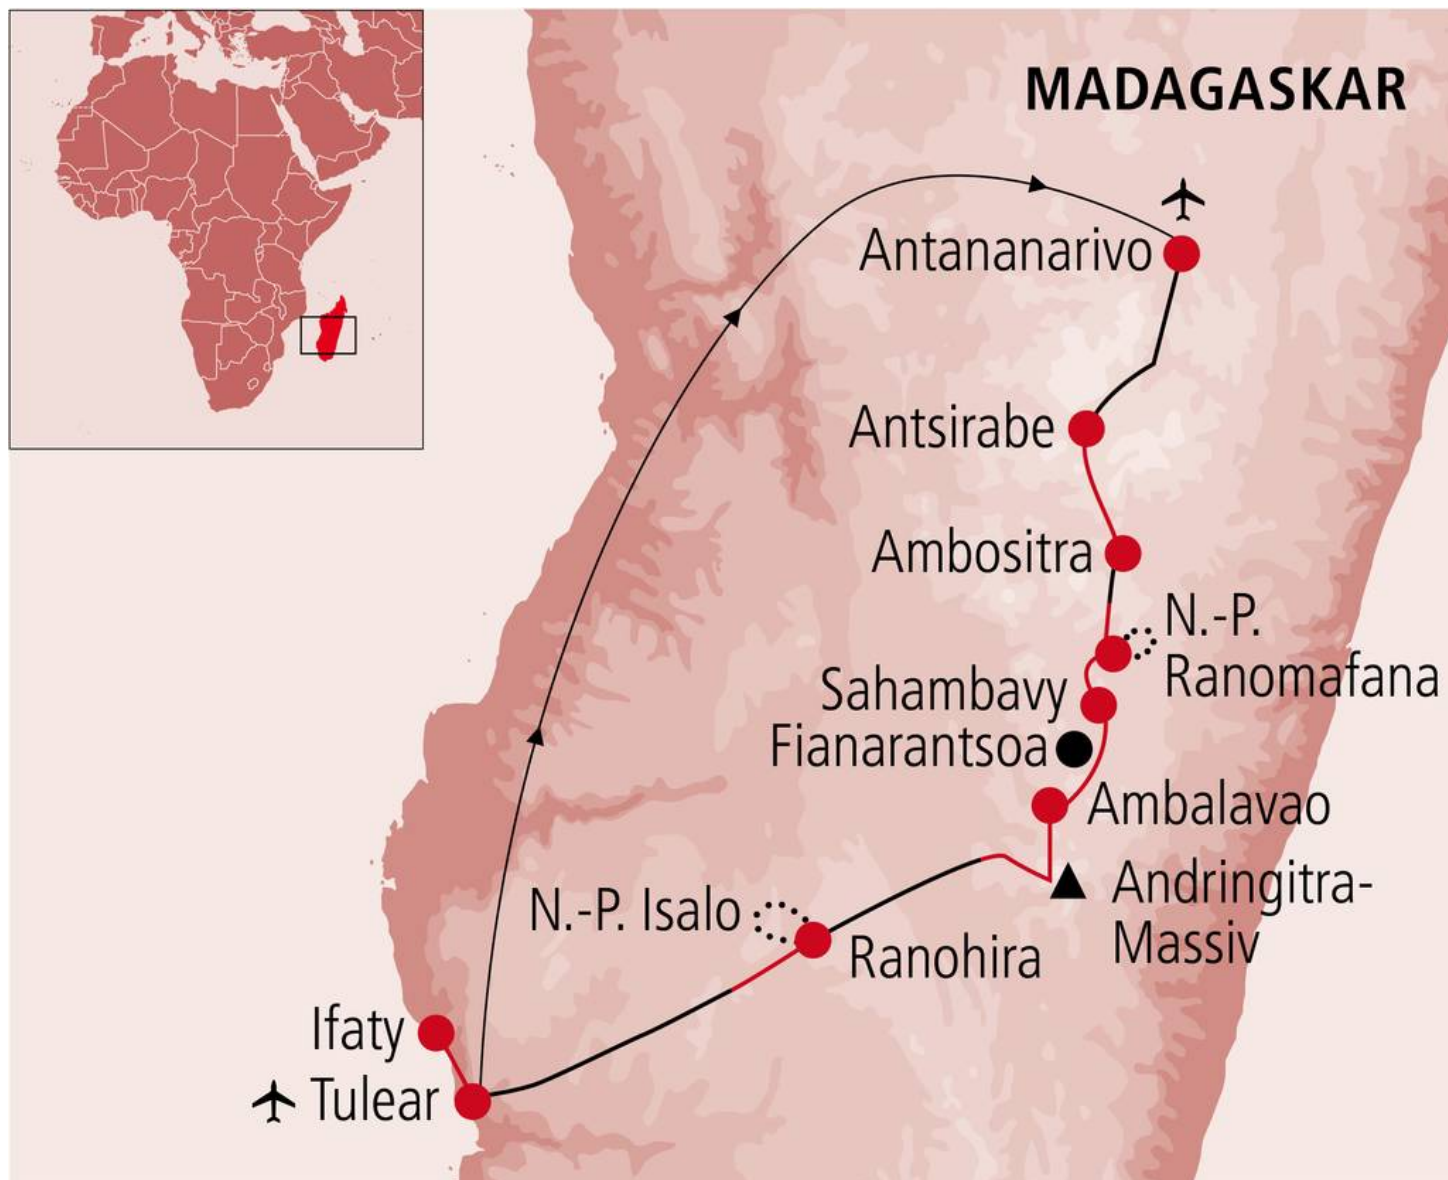 MADAGASKAR
Antananarivo
Antsirabe
Ambositra
N.-P.
Ranomafana
Sahambavy
Fianarantsoa
Ambalavao
Andringitra-
Massiv
N.-P. Isalo
Ranohira
Ifaty
Tulear